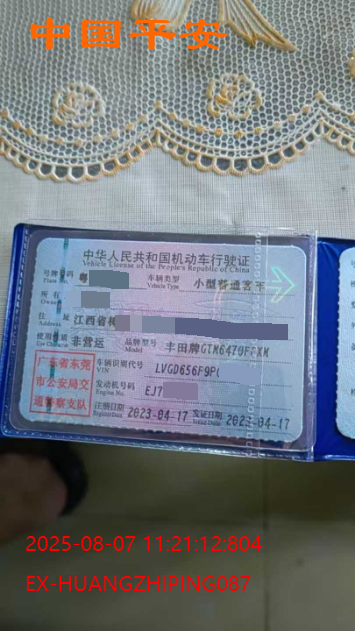 中国平安
中华人民共和国机动车行驶证
Vehicle License of the People's Republic of China
号牌号码 粤 车辆类型 小型普通客车
Plate No. Vehicle Type
所有人
Owner
住址 江西省
Address
使用性质 非营运 品牌型号 丰田牌GTM6479FFXM
Use Character Model
广东省东莞
市公安局交
通警察支队
车辆识别代号 LVGD656F9P
VIN
发动机号码 EJ7
Engine No.
注册日期 2023-04-17 发证日期 2023-04-17
Register Date Issue Date
2025-08-07 11:21:12:804
EX-HUANGZHIPING087